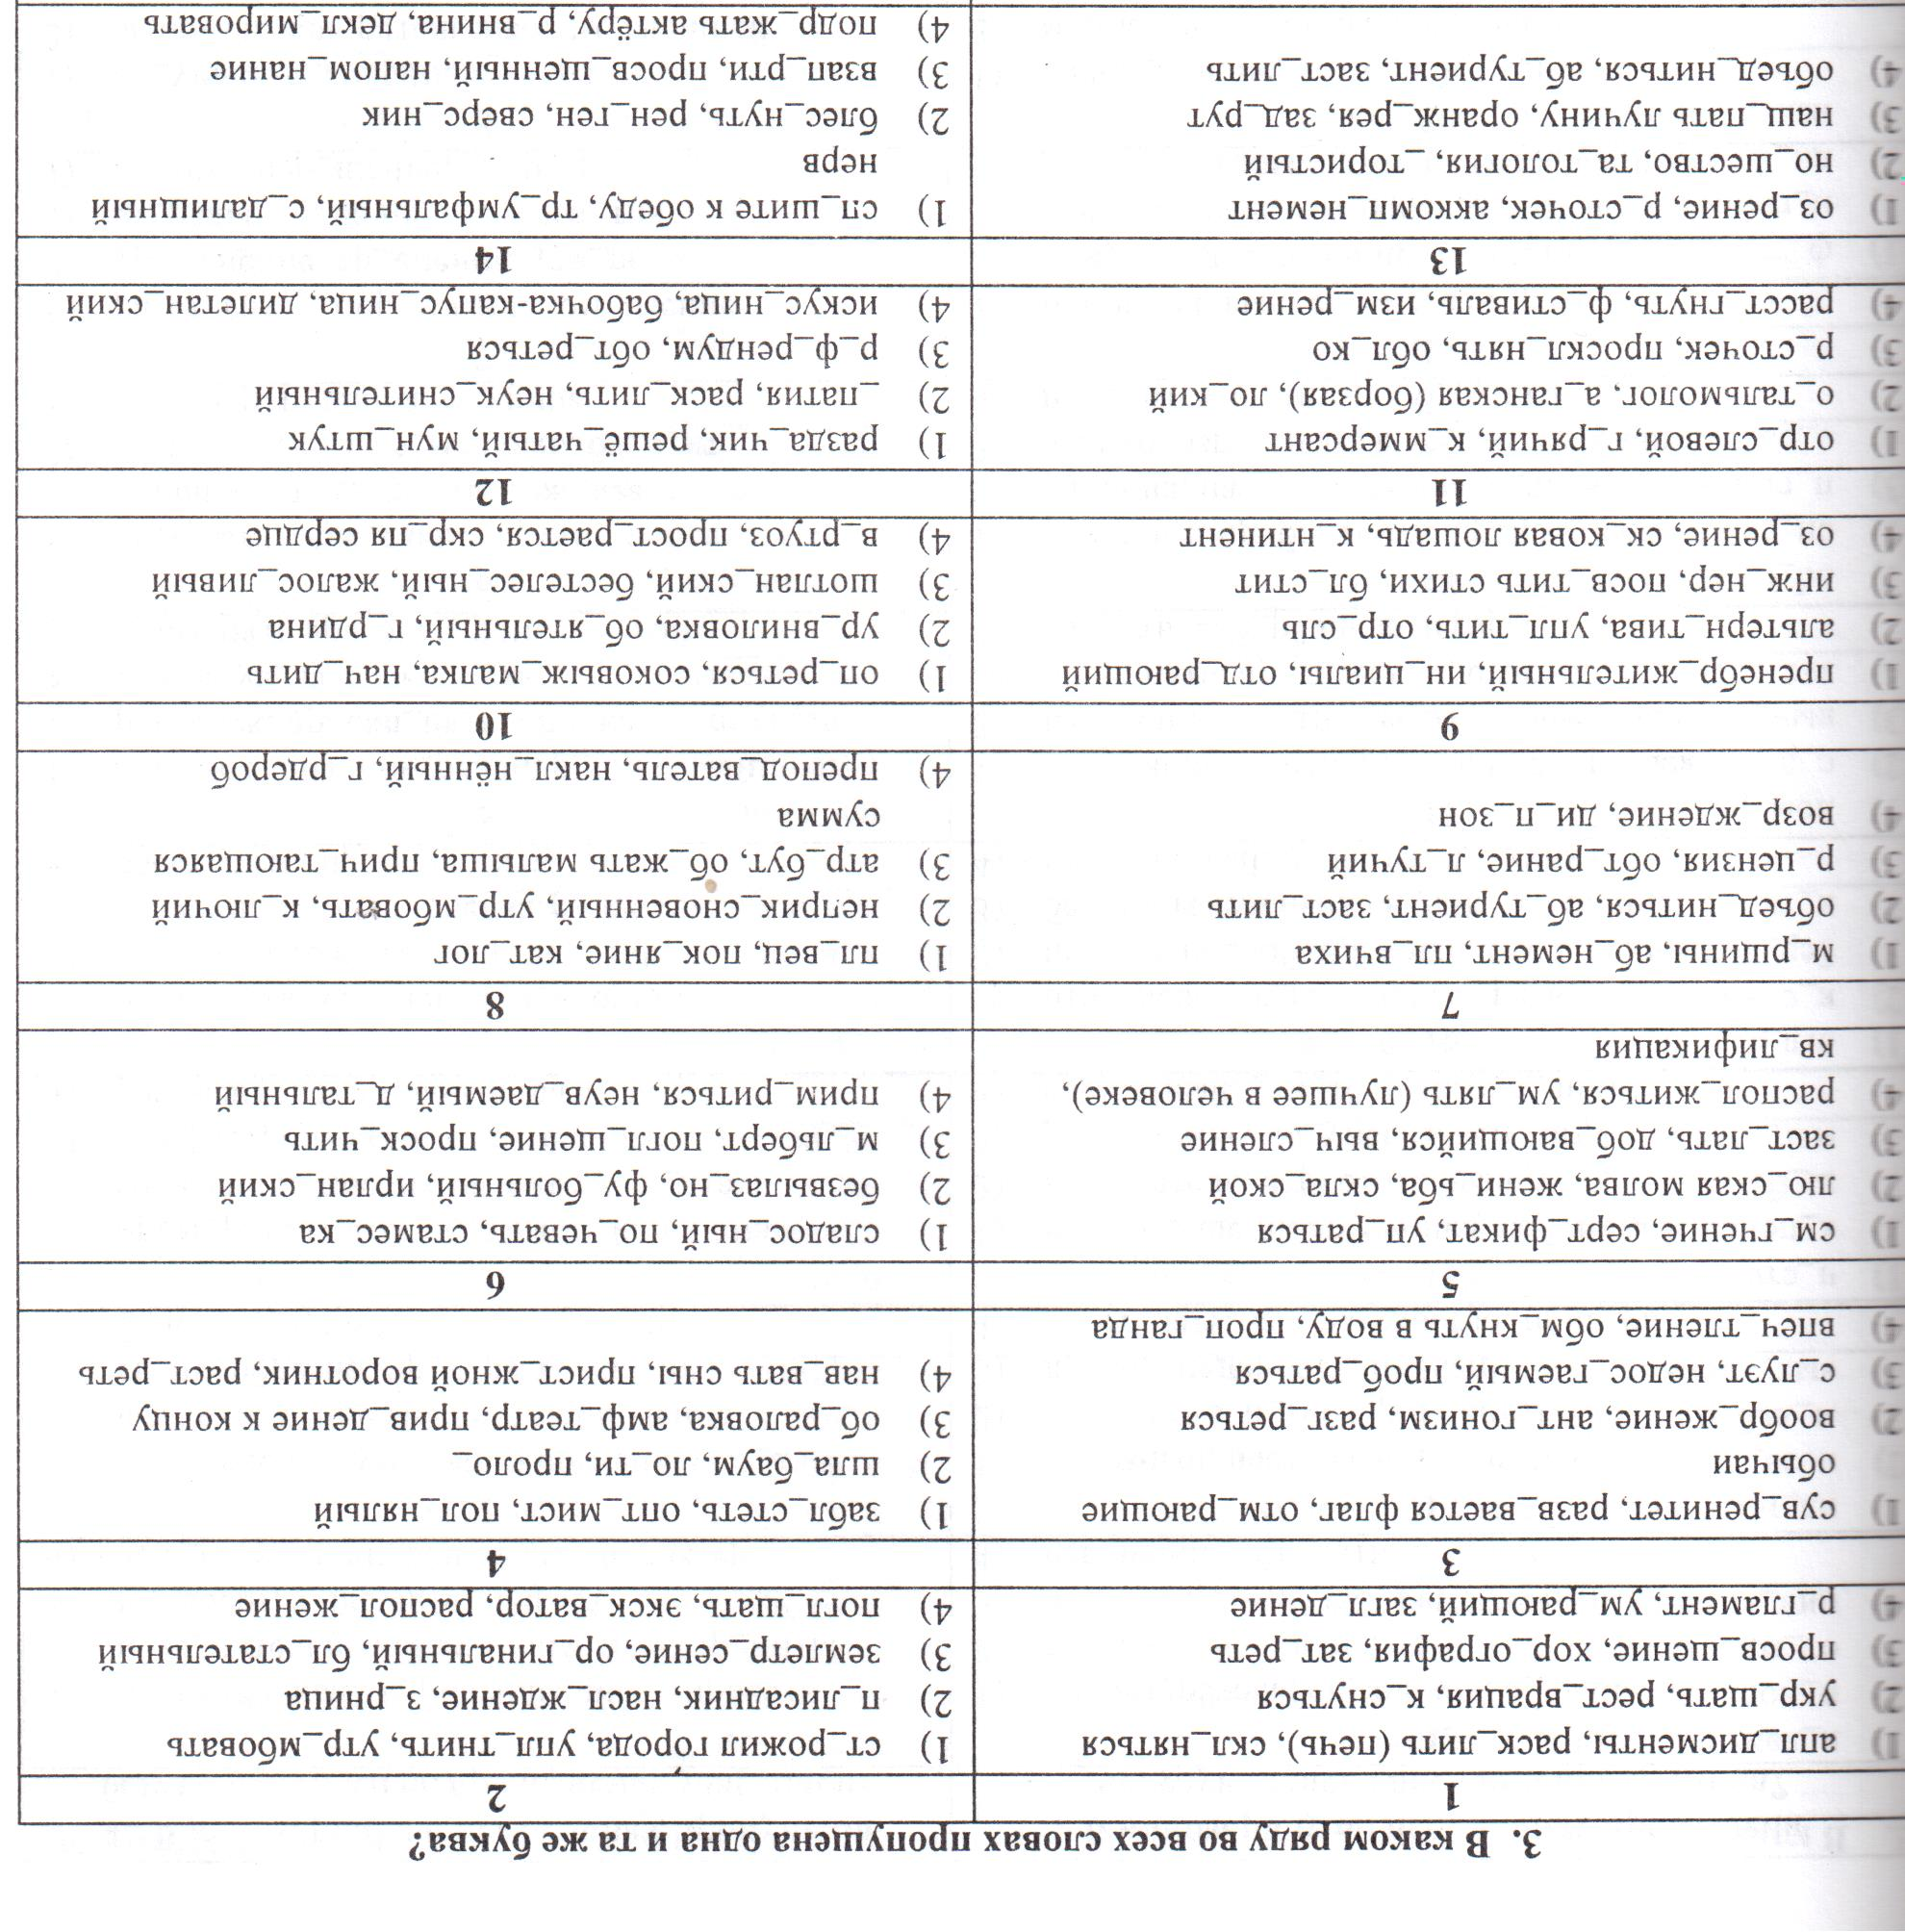 3. В каком ряду во всех словах пропущена одна и та же буква?
1
1) апл_дисменты, раск_лить (печь), скл_няться
2) укр_щать, рест_врация, к_снуться
3) просв_щение, хор_ография, зат_реть
4) р_гламент, ум_рающий, загл_дение
2
1) ст_рожил города, упл_тнить, утр_мбовать
2) п_лисадник, насл_ждение, з_рница
3) землетр_сение, ор_гинальный, бл_стательный
4) погл_щать, экск_ватор, распол_жение
3
1) сув_ренитет, разв_вается флаг, отм_рающие
обычаи
2) вообр_жение, ант_гонизм, разг_реться
3) с_луэт, недос_гаемый, проб_раться
4) впеч_тление, обм_кнуть в воду, проп_ганда
4
1) забл_стеть, опт_мист, пол_нялый
2) шла_баум, ло_ти, проло_
3) об_раловка, амф_театр, прив_дение к концу
4) нав_вать сны, прист_жной воротник, раст_реть
5
1) см_гчение, серт_фикат, уп_раться
2) лю_ская молва, жени_ьба, скла_ской
3) заст_лать, доб_вающийся, выч_сление
4) распол_житься, ум_лять (лучшее в человеке),
кв_лификация
6
1) сладос_ный, по_чевать, стамес_ка
2) безвылаз_но, фу_больный, ирлан_ский
3) м_льберт, погл_щение, проск_чить
4) прим_риться, неув_даемый, д_тальный
7
1) м_рщины, аб_немент, пл_вчиха
2) объед_ниться, аб_туриент, заст_лить
3) р_цензия, обт_рание, л_тучий
4) возр_ждение, ди_п_зон
8
1) пл_вец, пок_яние, кат_лог
2) неприк_сновенный, утр_мбовать, к_лючий
3) атр_бут, об_жать малыша, прич_тающаяся
сумма
4) препод_ватель, накл_нённый, г_рдероб
9
1) пренебр_жительный, ин_циалы, отд_рающий
2) альтерн_тива, упл_тить, отр_сль
3) инж_нер, посв_тить стихи, бл_стит
4) оз_рение, ск_ковая лошадь, к_нтинент
10
1) оп_реться, соковыж_малка, нач_дить
2) ур_вниловка, об_ятельный, г_рдина
3) шотлан_ский, бестелес_ный, жалос_ливый
4) в_ртуоз, прост_рается, скр_пя сердце
11
1) отр_слевой, г_рячий, к_ммерсант
2) о_тальмолог, а_ганская (борзая), ло_кий
3) р_сточек, проскл_нять, обл_ко
4) расст_гнуть, ф_стиваль, изм_рение
12
1) разда_чик, решё_чатый, мун_штук
2) _патия, раск_лить, неук_снительный
3) р_ф_рендум, обт_реться
4) искус_ница, бабочка-капус_ница, дилетан_ский
13
1) оз_рение, р_сточек, аккомп_немент
2) но_шество, та_тология, _тористый
3) нащ_пать лучину, оранж_рея, зад_рут
4) объед_ниться, аб_туриент, заст_лить
14
1) сп_шите к обеду, тр_умфальный, с_далищный
нерв
2) блес_нуть, рен_ген, сверс_ник
3) взап_рти, просв_щенный, напом_нание
4) подр_жать актёру, р_внина, декл_мировать